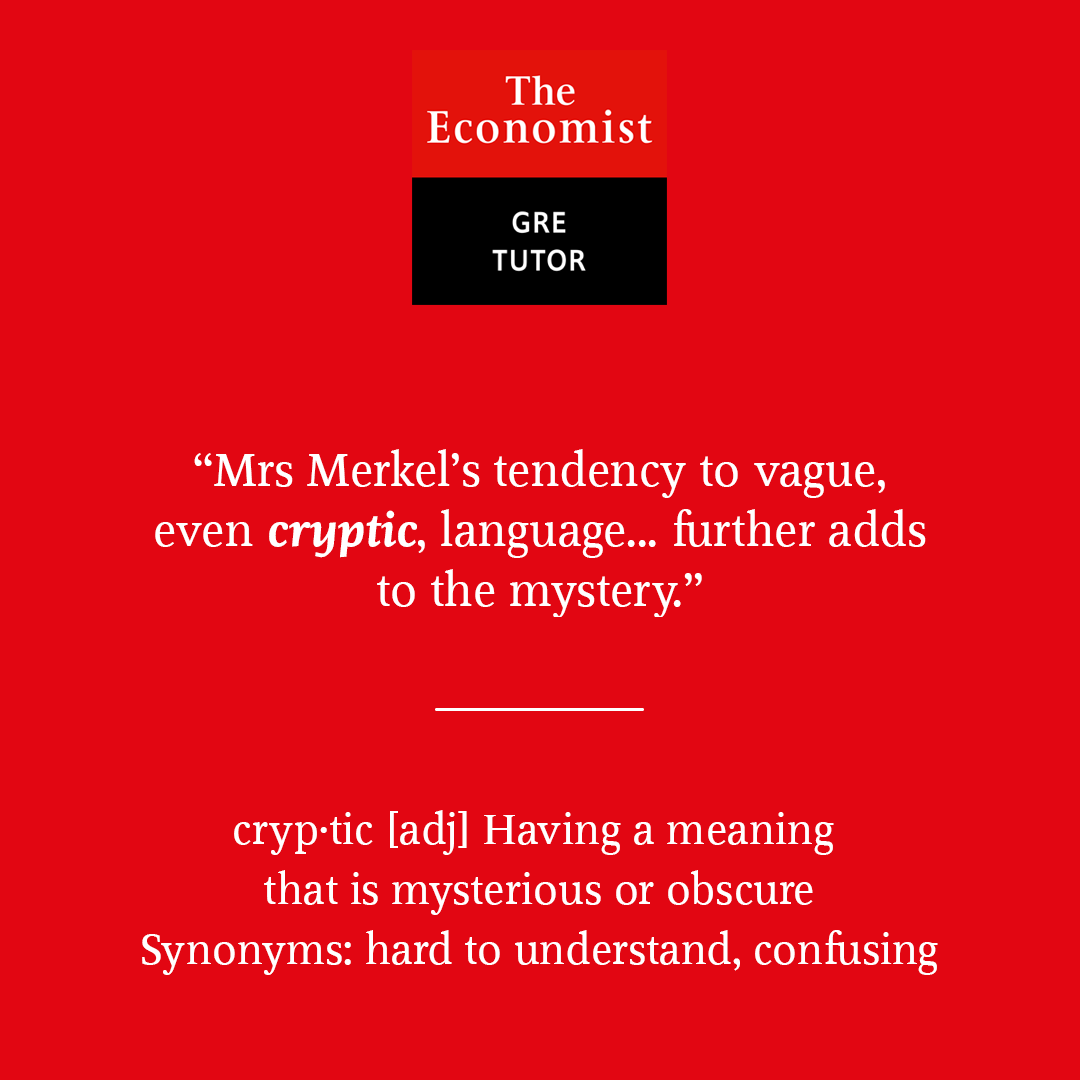 The
Economist
GRE
TUTOR
“Mrs Merkel’s tendency to vague,
even cryptic, language... further adds
to the mystery.”
cryp·tic [adj] Having a meaning
that is mysterious or obscure
Synonyms: hard to understand, confusing